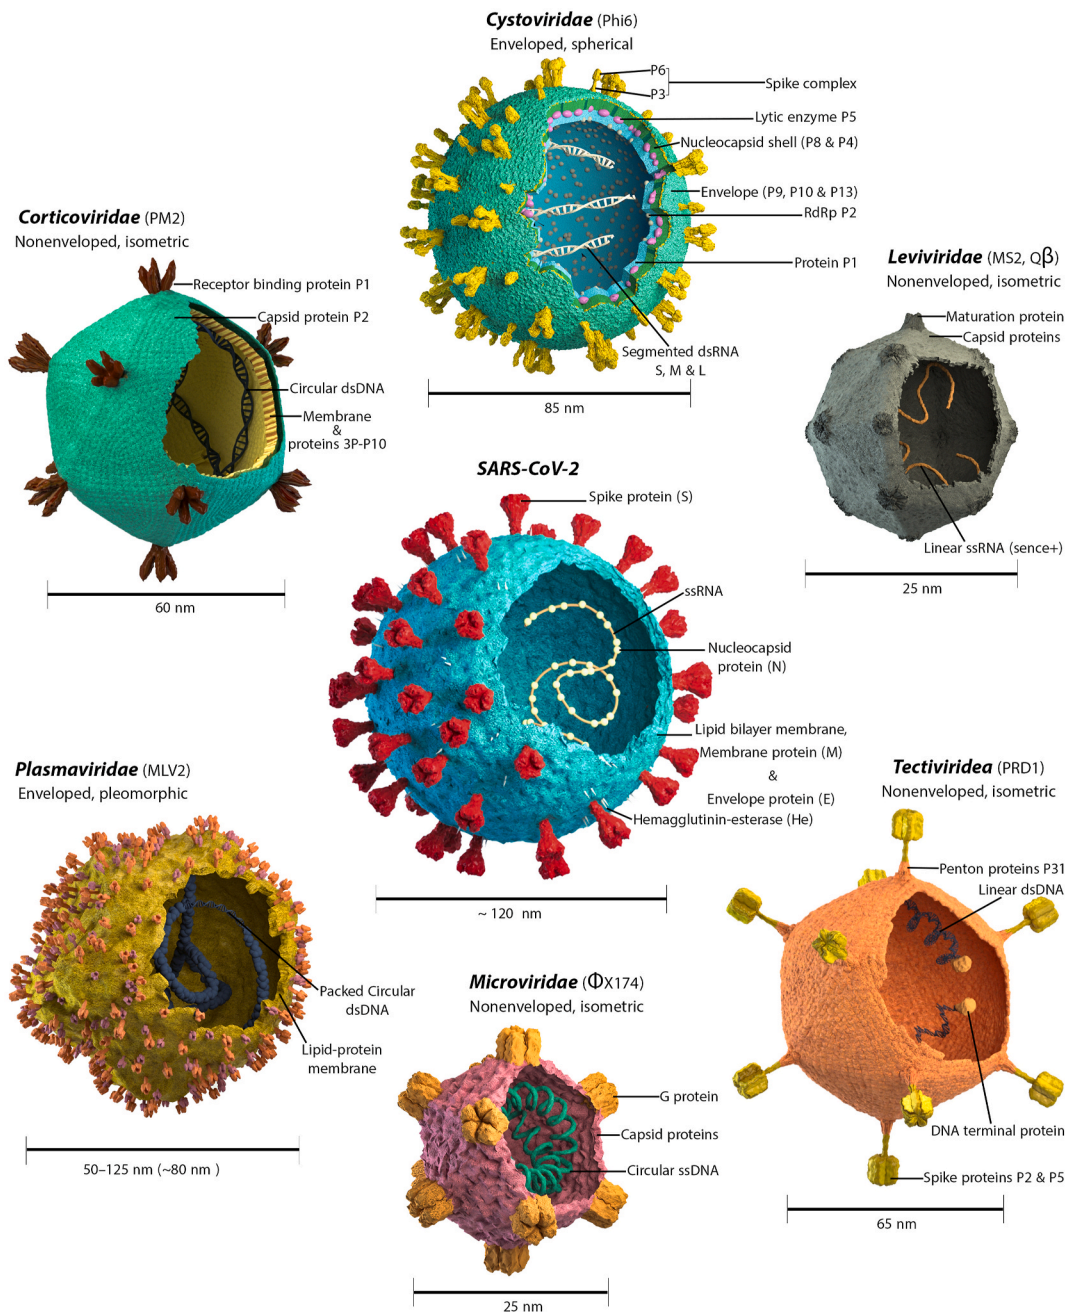 Cystoviridae (Phi6)
Enveloped, spherical
P6
P3
Spike complex
Lytic enzyme P5
Nucleocapsid shell (P8 & P4)
Envelope (P9, P10 & P13)
RdRp P2
Protein P1
Segmented dsRNA
S, M & L
85 nm
Corticoviridae (PM2)
Nonenveloped, isometric
Receptor binding protein P1
Capsid protein P2
Circular dsDNA
Membrane
&
proteins 3P-P10
60 nm
Leviviridae (MS2, Qβ)
Nonenveloped, isometric
Maturation protein
Capsid proteins
Linear ssRNA (sence+)
25 nm
SARS-CoV-2
Spike protein (S)
ssRNA
Nucleocapsid
protein (N)
Lipid bilayer membrane,
Membrane protein (M)
&
Envelope protein (E)
Hemagglutinin-esterase (He)
~ 120 nm
Plasmaviridae (MLV2)
Enveloped, pleomorphic
Packed Circular
dsDNA
Lipid-protein
membrane
50–125 nm (~80 nm )
Microviridae (ΦX174)
Nonenveloped, isometric
G protein
Capsid proteins
Circular ssDNA
25 nm
Tectiviridea (PRD1)
Nonenveloped, isometric
Penton proteins P31
Linear dsDNA
DNA terminal protein
Spike proteins P2 & P5
65 nm